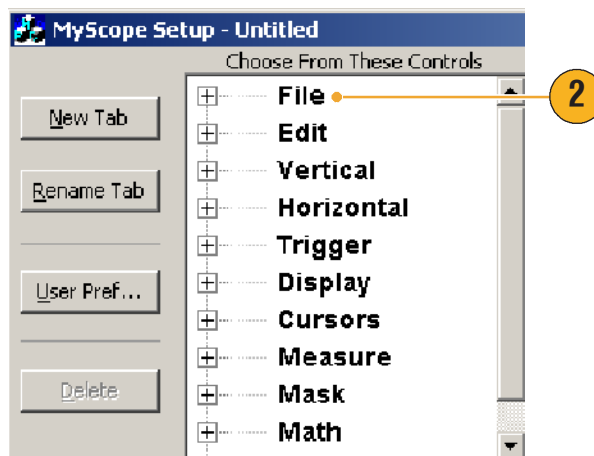 MyScope Setup - Untitled
Choose From These Controls
New Tab
Rename Tab
User Pref...
Delete
File
Edit
Vertical
Horizontal
Trigger
Display
Cursors
Measure
Mask
Math
2